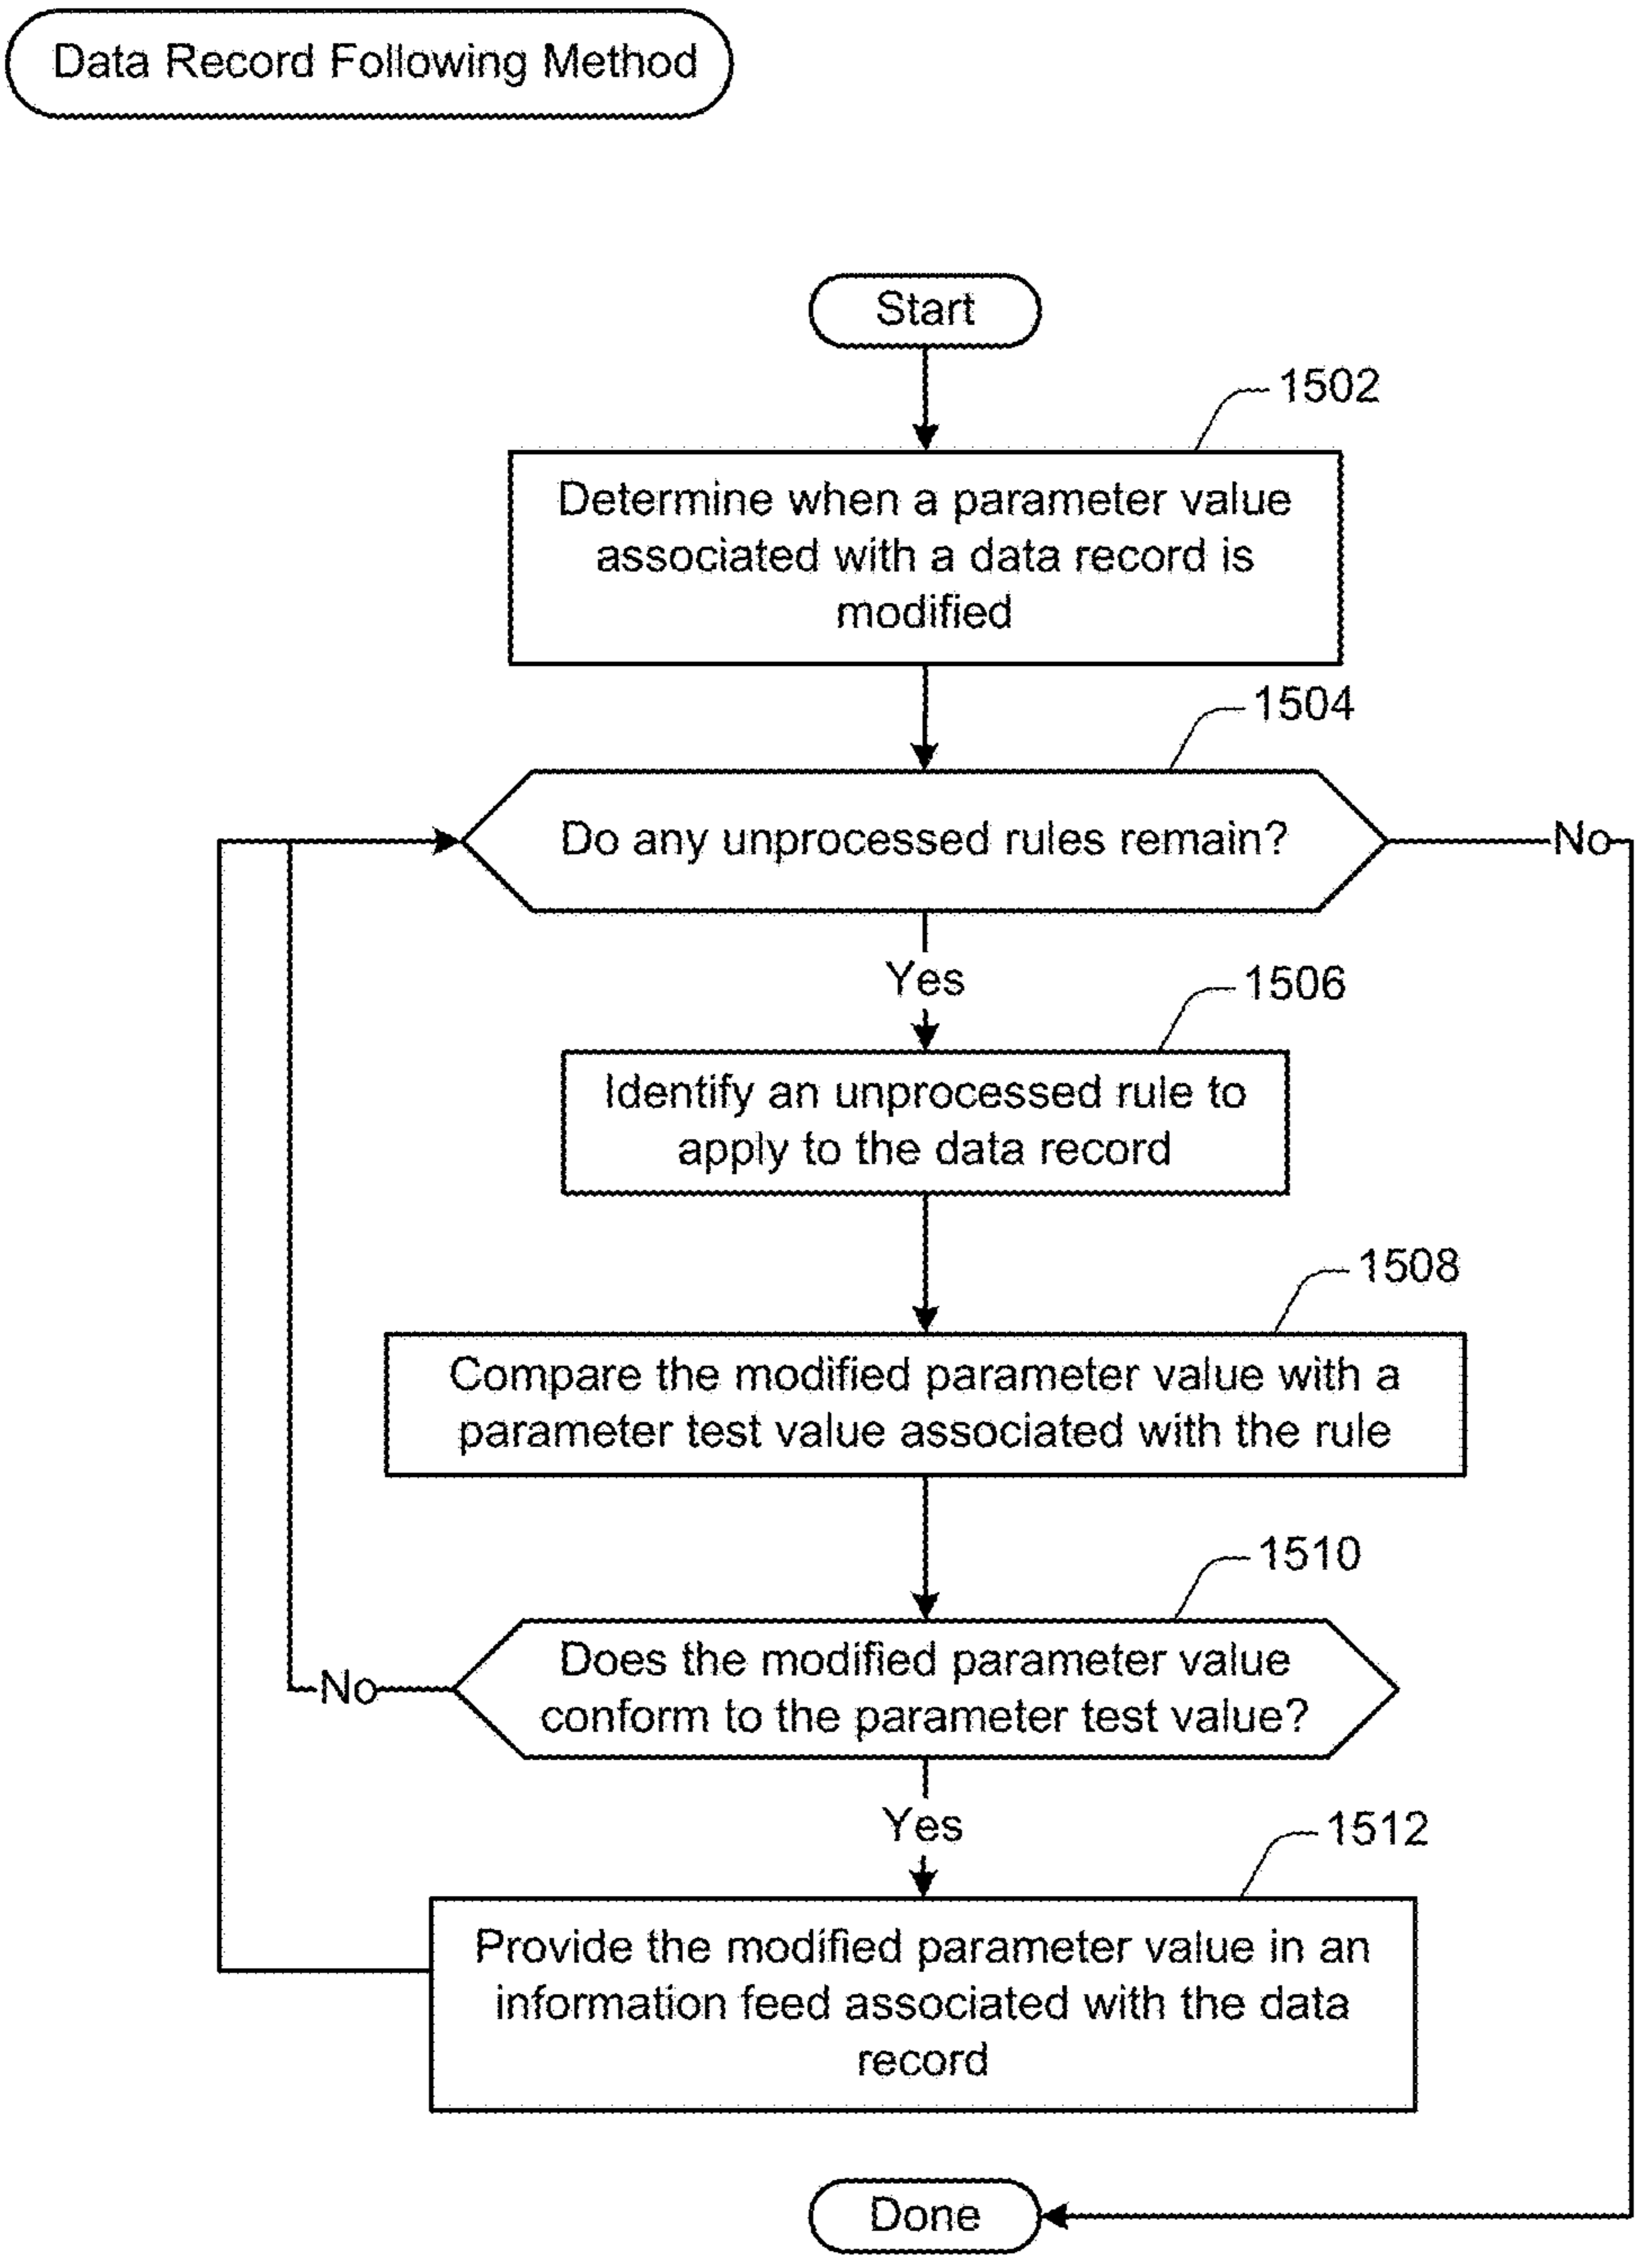 Data Record Following Method
Start
1502
Determine when a parameter value
associated with a data record is
modified
1504
Do any unprocessed rules remain?
No
Yes
1506
Identify an unprocessed rule to
apply to the data record
1508
Compare the modified parameter value with a
parameter test value associated with the rule
1510
Does the modified parameter value
conform to the parameter test value?
No
Yes
1512
Provide the modified parameter value in an
information feed associated with the data
record
Done